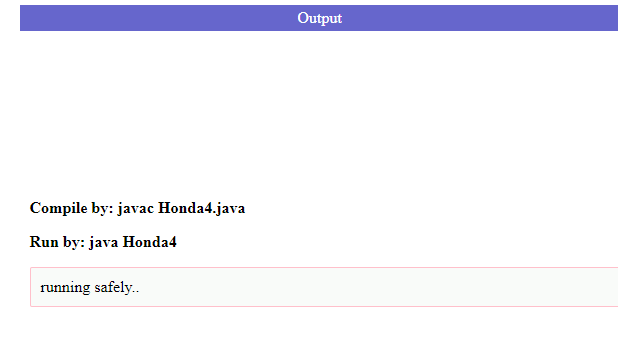 Output
Compile by: javac Honda4.java
Run by: java Honda4
running safely..